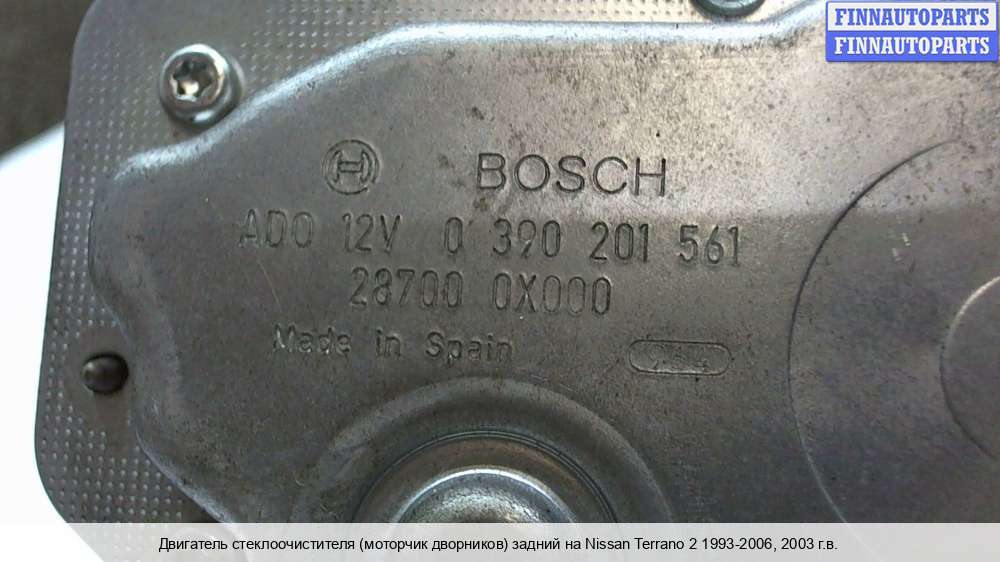 FINNAUTOPARTS
FINNAUTOPARTS
BOSCH
ADO 12V 0 390 201 561
28700 0X000
Made in Spain
Двигатель стеклоочистителя (моторчик дворников) задний на Nissan Terrano 2 1993-2006, 2003 г.в.